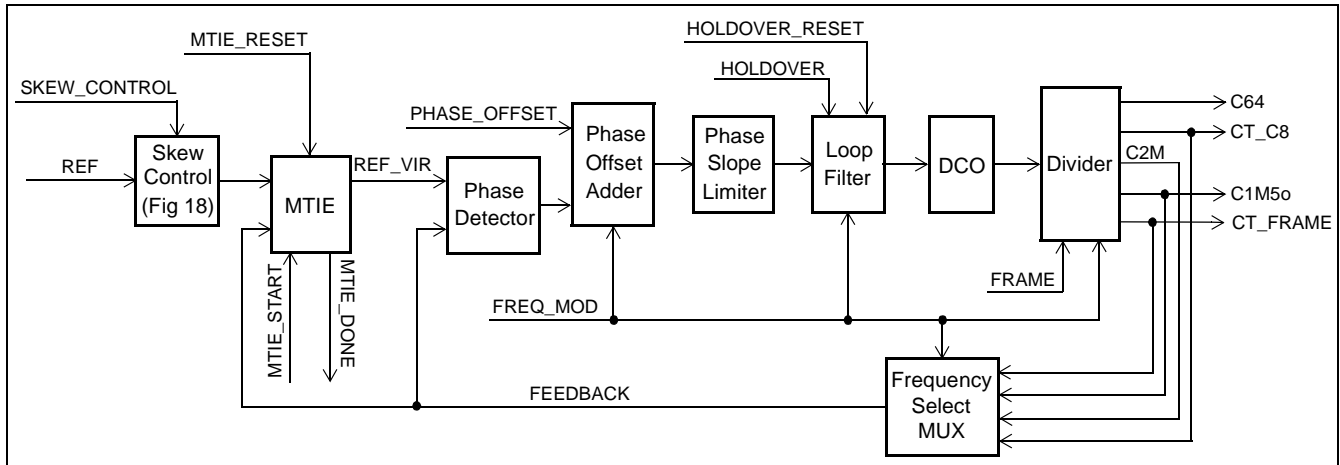 HOLDOVER_RESET
MTIE_RESET
HOLDOVER
SKEW_CONTROL
PHASE_OFFSET
REF
Skew
Control
(Fig 18)
MTIE
REF_VIR
Phase
Detector
Phase
Offset
Adder
Phase
Slope
Limiter
Loop
Filter
DCO
Divider
C64
CT_C8
C2M
C1M5o
CT_FRAME
MTIE_START
MTIE_DONE
FRAME
FREQ_MOD
FEEDBACK
Frequency
Select
MUX